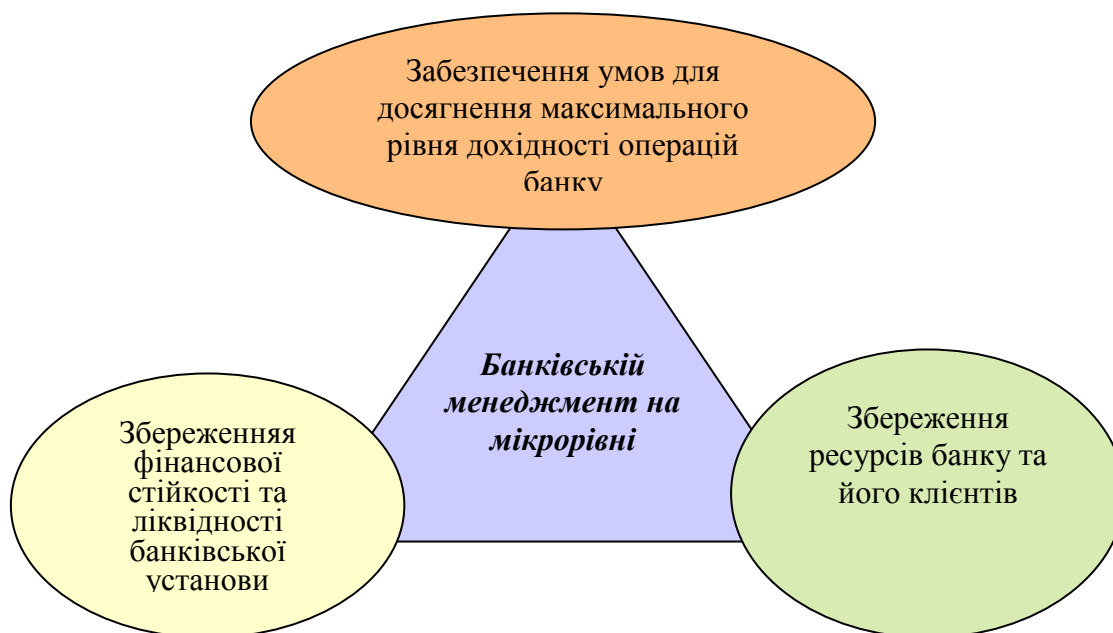 Забезпечення умов для
досягнення максимального
рівня дохідності операцій
банку
Банківській
менеджмент на
мікрорівні
Збереженняя
фінансової
стійкості та
ліквідності
банківської
установи
Збереження
ресурсів банку та
його клієнтів